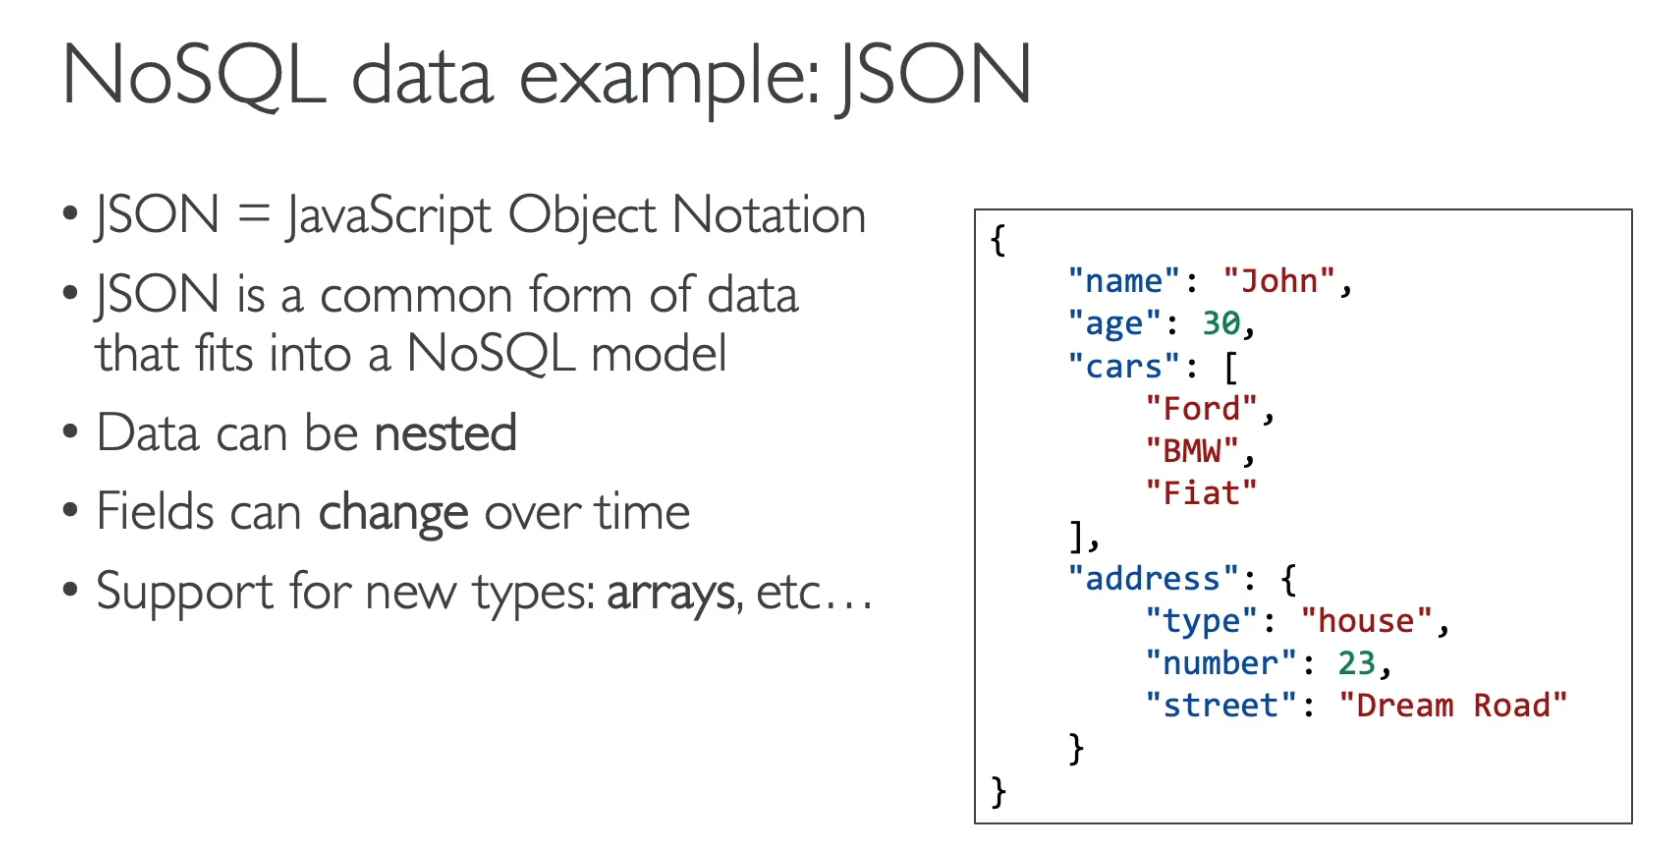 NoSQL data example: JSON
• JSON = JavaScript Object Notation
• JSON is a common form of data
that fits into a NoSQL model
• Data can be nested
• Fields can change over time
• Support for new types: arrays, etc…
{
    "name": "John",
    "age": 30,
    "cars": [
        "Ford",
        "BMW",
        "Fiat"
    ],
    "address": {
        "type": "house",
        "number": 23,
        "street": "Dream Road"
    }
}